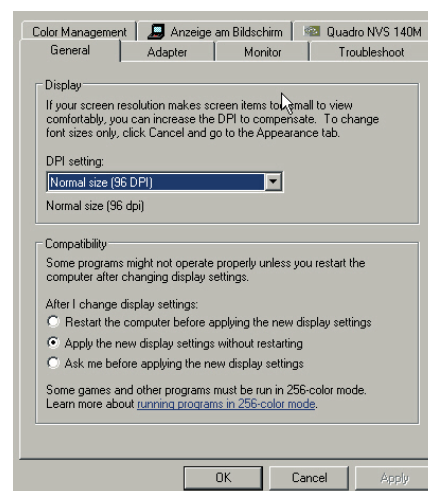 Color Management Anzeige am Bildschirm Quadro NVS 140M
General Adapter Monitor Troubleshoot
Display
If your screen resolution makes screen items too small to view
comfortably, you can increase the DPI to compensate. To change
font sizes only, click Cancel and go to the Appearance tab.
DPI setting:
Normal size (96 DPI)
Normal size (96 dpi)
Compatibility
Some programs might not operate properly unless you restart the
computer after changing display settings.
After I change display settings:
Restart the computer before applying the new display settings
Apply the new display settings without restarting
Ask me before applying the new display settings
Some games and other programs must be run in 256-color mode.
Learn more about running programs in 256-color mode.
OK Cancel Apply